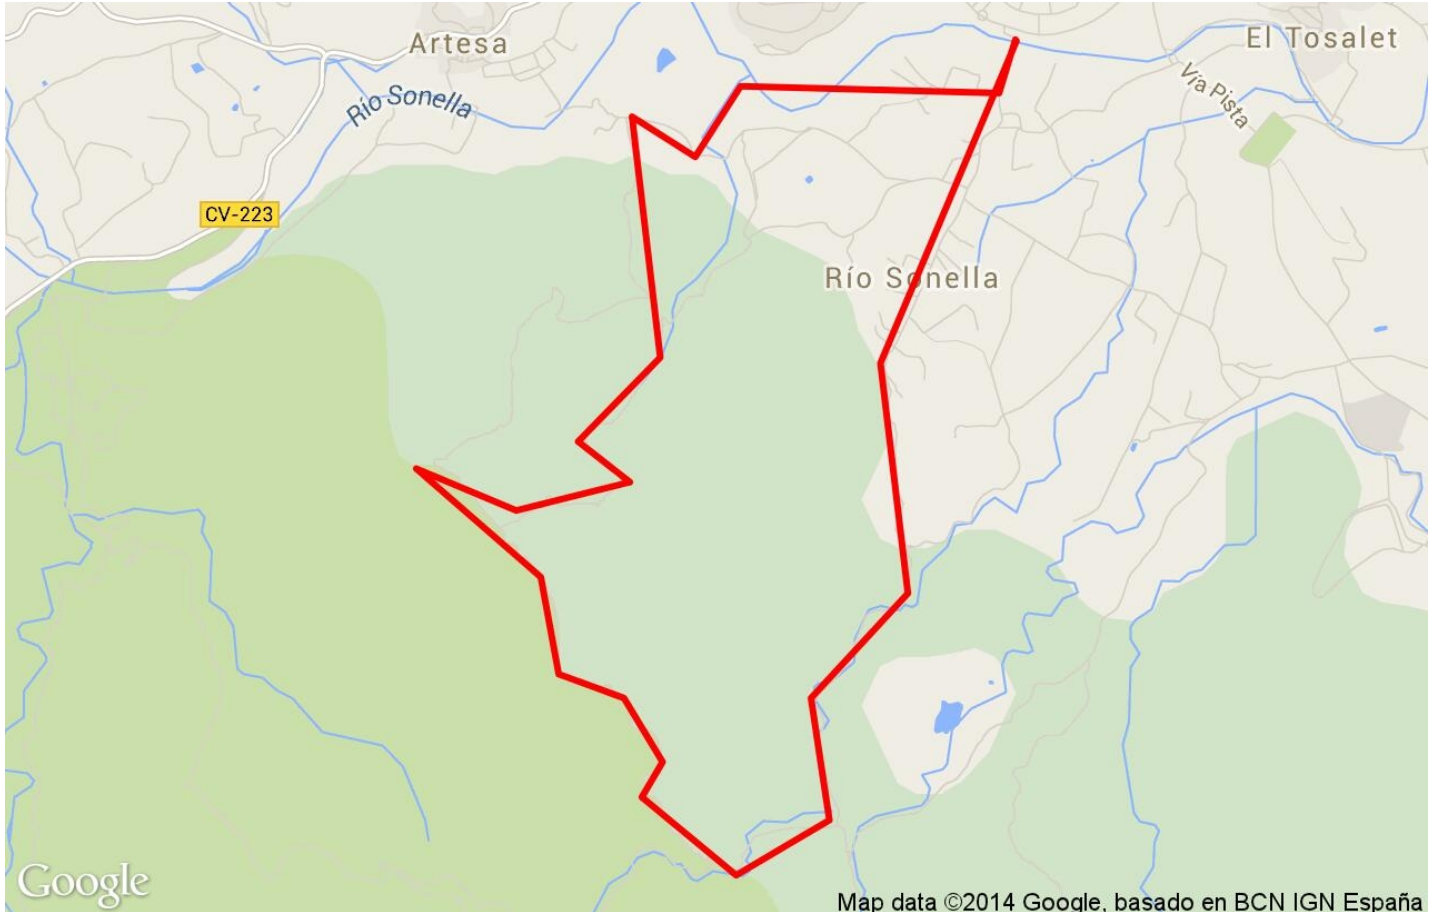 Artesa
El Tosalet
Río Sonella
Vía Pista
CV-223
Río Sonella
Google
Map data ©2014 Google, basado en BCN IGN España